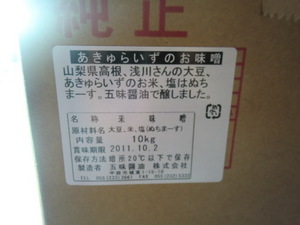 純正
あきゅらいずのお味噌
山梨県高根、浅川さんの大豆、
あきゅらいずのお米、塩はぬち
まーす。五味醤油で醸しました。
名称 米味噌
原材料名 大豆、米、塩(ぬちまーす)
内容量 10kg
賞味期限 2011.10.2
保存方法 暗所20℃以下で保存
製造者 五味醤油 株式会社